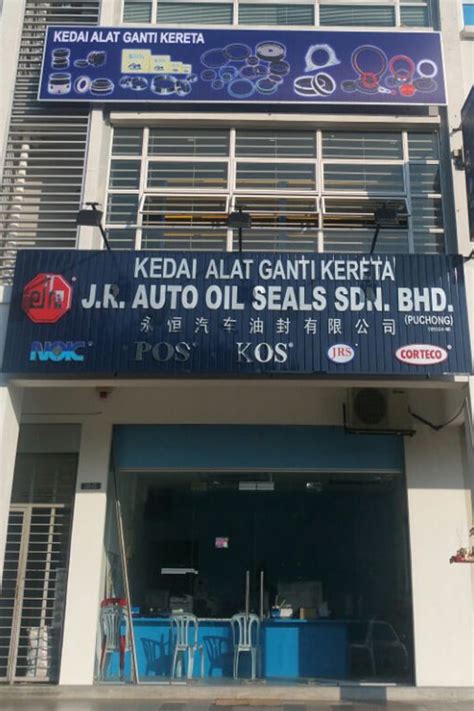 KEDAI ALAT GANTI KERETA
KEDAI ALAT GANTI KERETA
J.R. AUTO OIL SEALS SDN. BHD.
(PUCHONG)
永恒汽车油封有限公司
NOK® POS® KOS® JRS CORTECO®